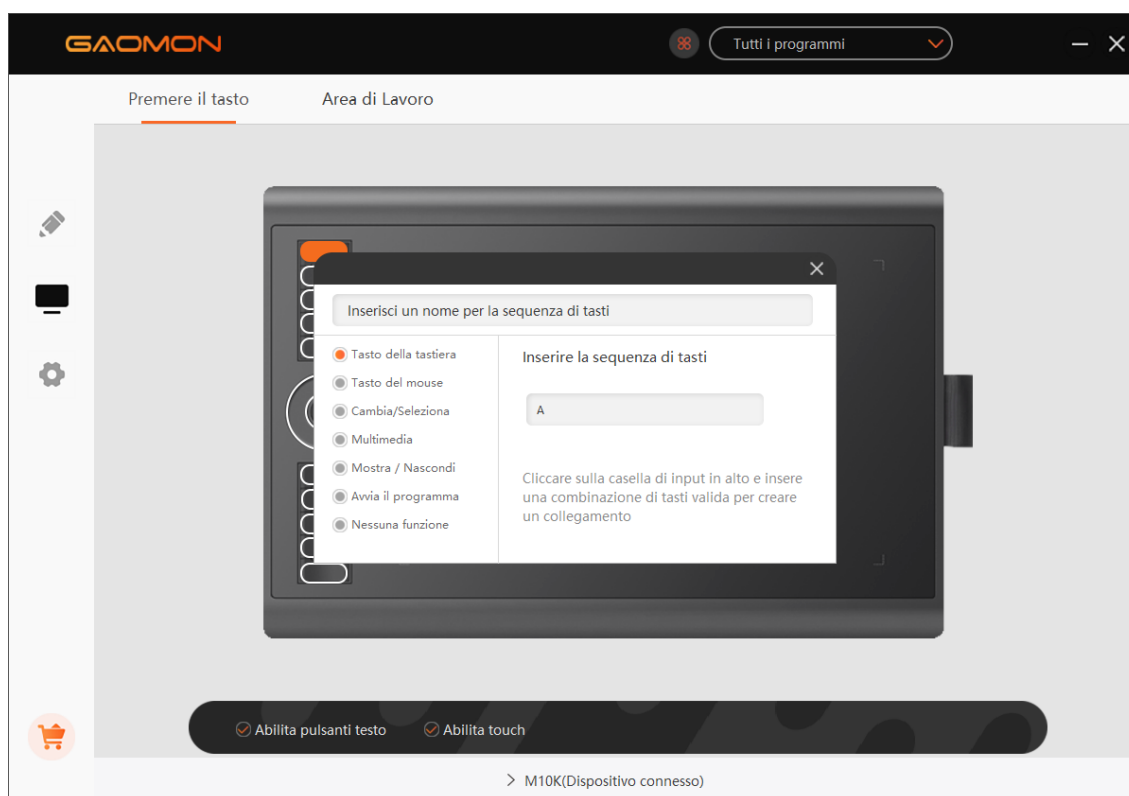 GAOMON
Tutti i programmi
Premere il tasto
Area di Lavoro
Inserisci un nome per la sequenza di tasti
Tasto della tastiera
Tasto del mouse
Cambia/Seleziona
Multimedia
Mostra / Nascondi
Avvia il programma
Nessuna funzione
Inserire la sequenza di tasti
A
Cliccare sulla casella di input in alto e insere
una combinazione di tasti valida per creare
un collegamento
Abilita pulsanti testo
Abilita touch
M10K(Dispositivo connesso)